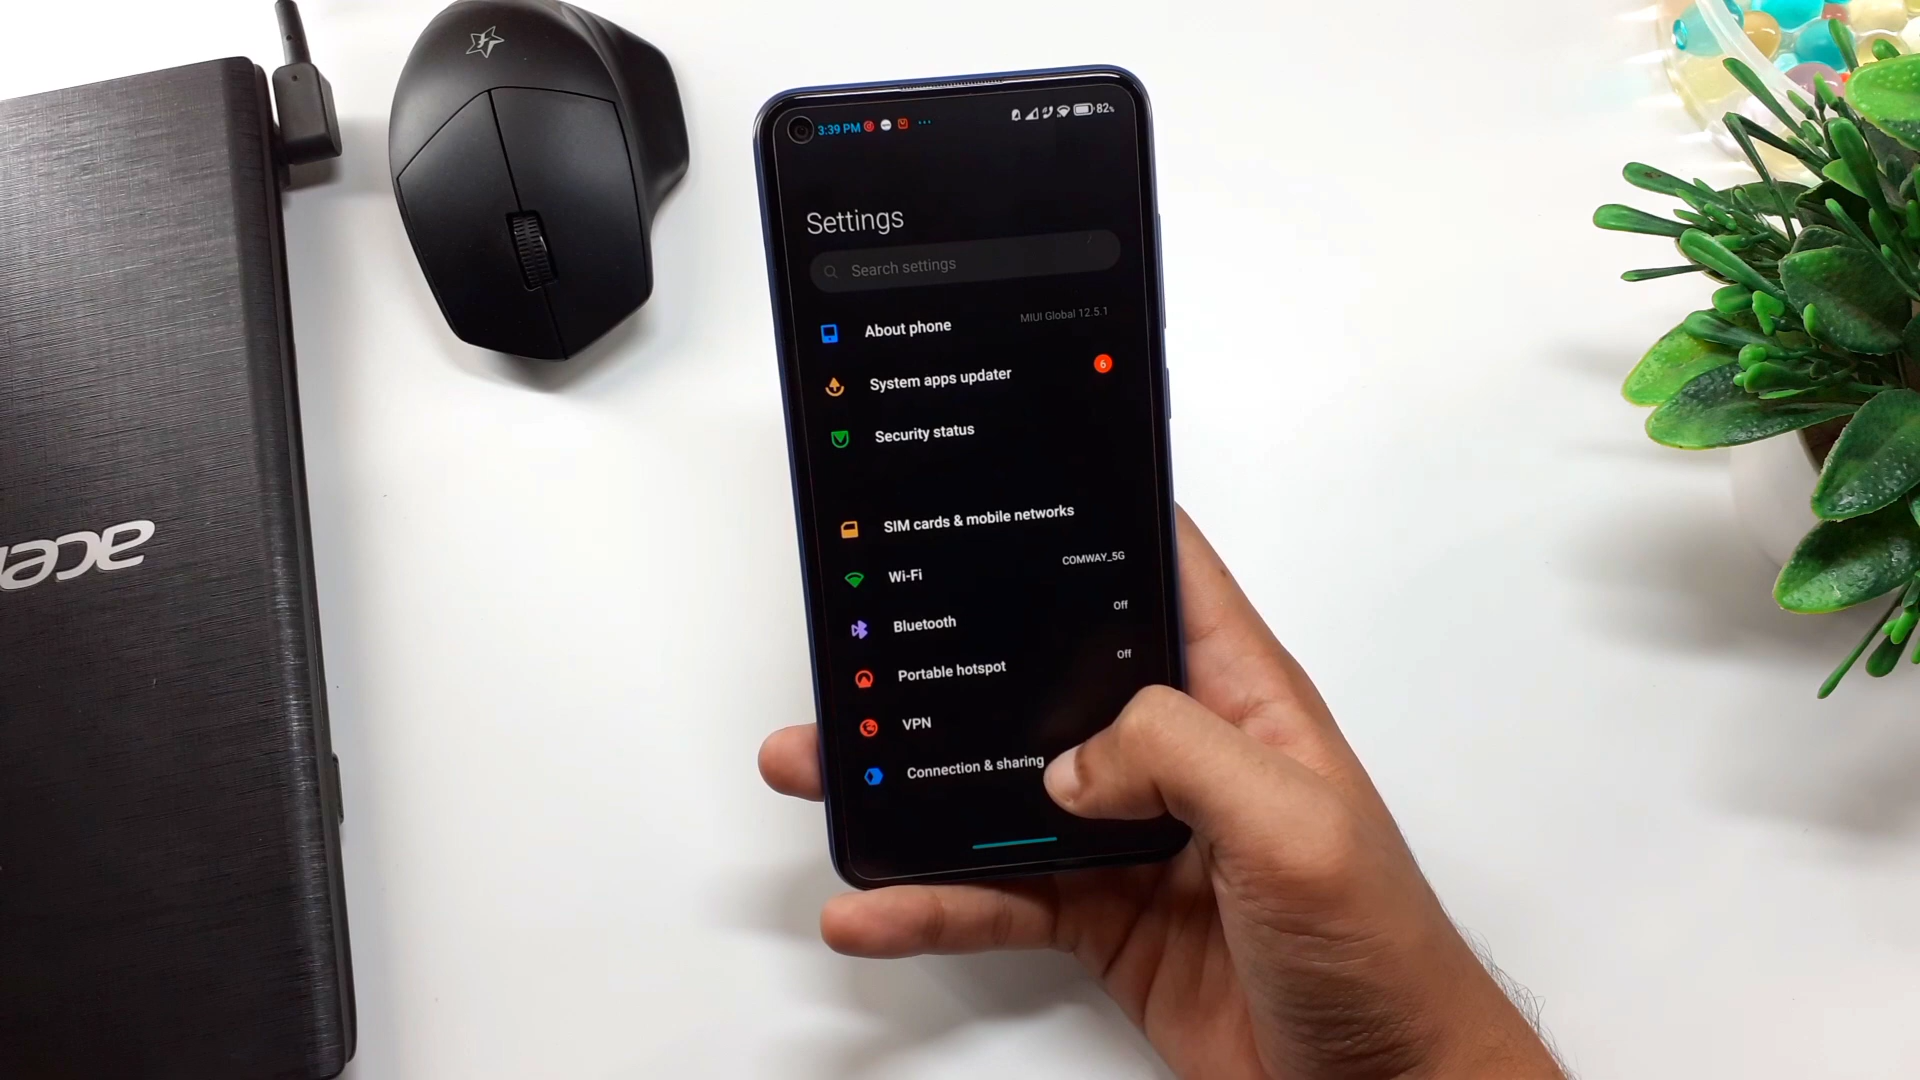 acer
3:39 PM 82%
Settings
Search settings
About phone MIUI Global 12.5.1
System apps updater 6
Security status
SIM cards & mobile networks
Wi-Fi COMWAY_5G
Bluetooth Off
Portable hotspot Off
VPN
Connection & sharing